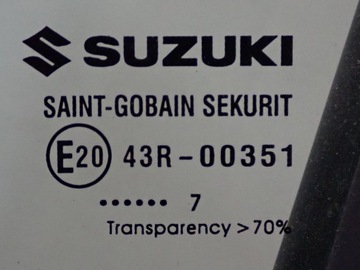 SUZUKI
SAINT-GOBAIN SEKURIT
E20 43R-00351
...... 7
Transparency > 70%